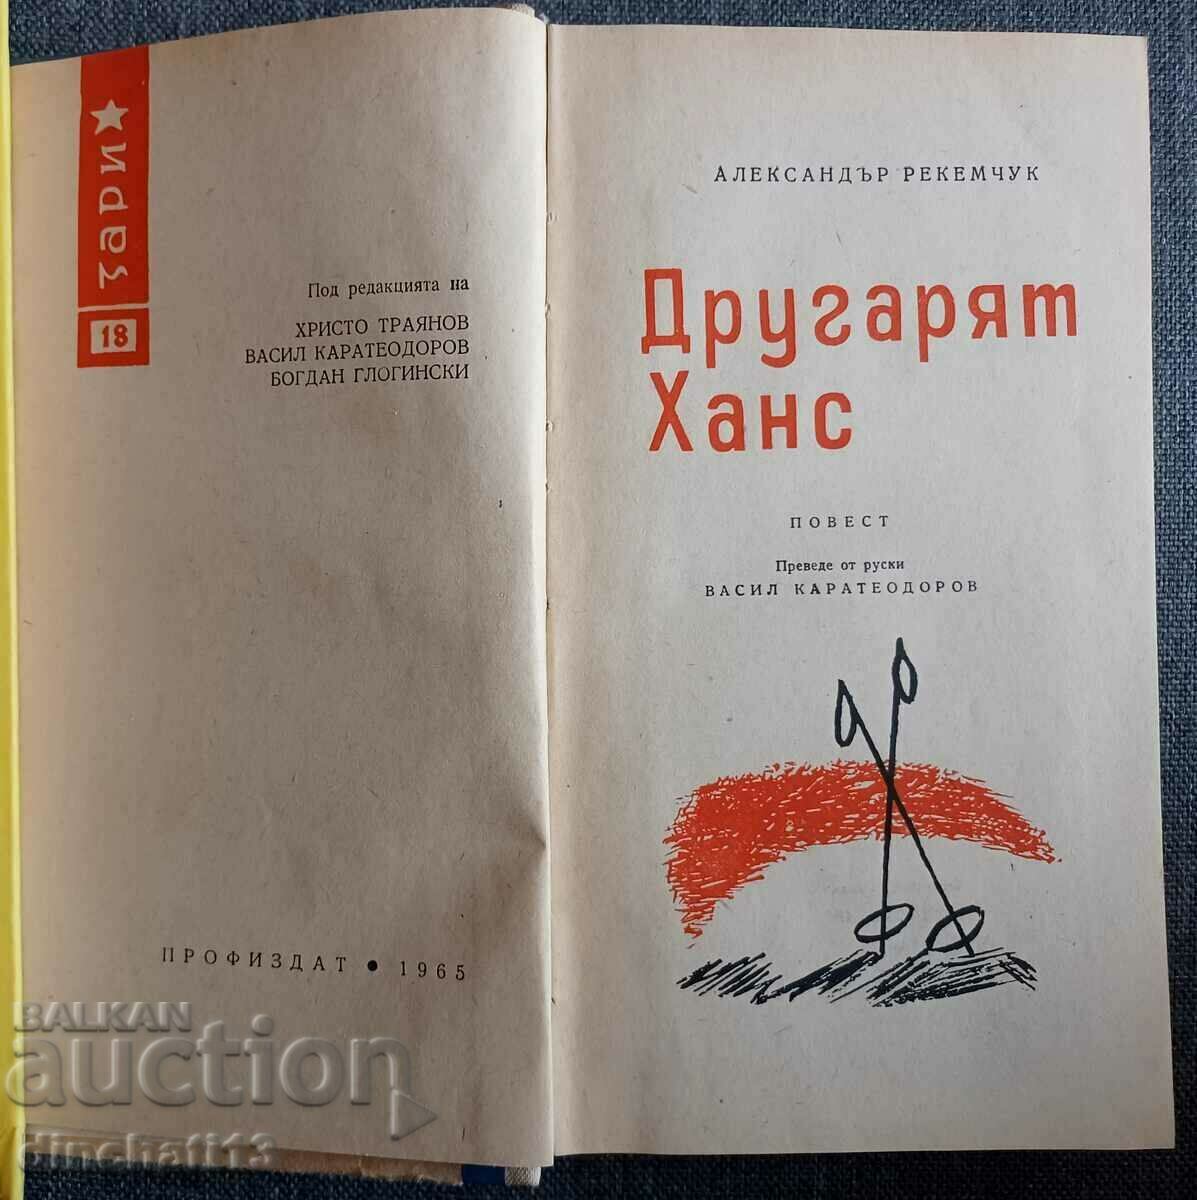 зари
18
Под редакцията на
ХРИСТО ТРАЯНОВ
ВАСИЛ КАРАТЕОДОРОВ
БОГДАН ГЛОГИНСКИ
ПРОФИЗДАТ • 1965
АЛЕКСАНДЪР РЕКЕМЧУК
Другарят
Ханс
ПОВЕСТ
Преведе от руски
ВАСИЛ КАРАТЕОДОРОВ
BALKAN
auction
dinchati13